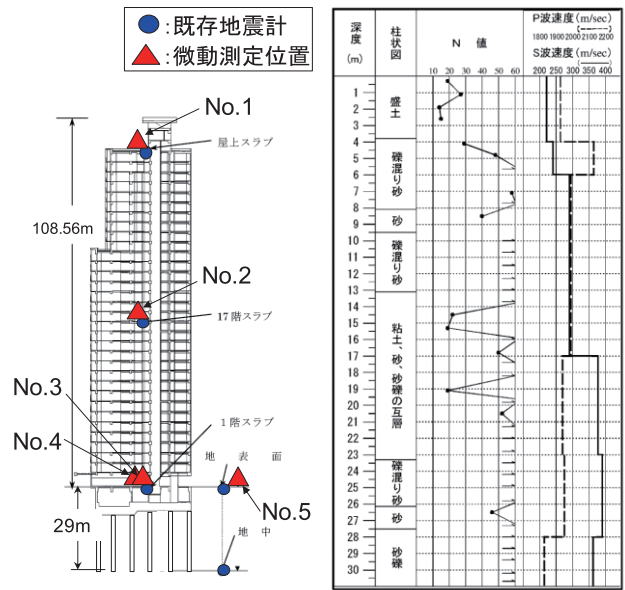 :既存地震計
:微動測定位置
No.1
屋上スラブ
108.56m
No.2
17階スラブ
No.3
No.4
1階スラブ
地 表 面
No.5
29m
地中
深度
(m)
柱状図
N 値
10 20 30 40 50 60
P波速度(m/sec)
1800 1900 2000 2100 2200
S波速度(m/sec)
200 250 300 350 400
1
2
3
4
5
6
7
8
9
10
11
12
13
14
15
16
17
18
19
20
21
22
23
24
25
26
27
28
29
30
盛土
礫混り砂
砂
礫混り砂
粘土、砂、砂礫の互層
礫混り砂
砂
砂礫